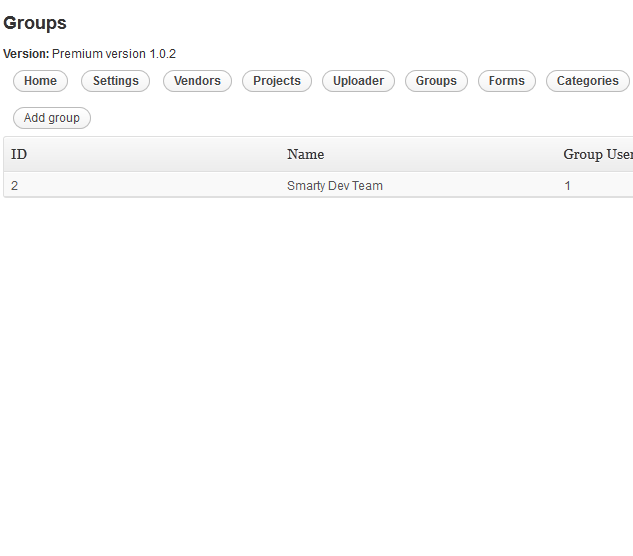 Groups
Version: Premium version 1.0.2
Home Settings Vendors Projects Uploader Groups Forms Categories
Add group
ID Name Group User
2 Smarty Dev Team 1